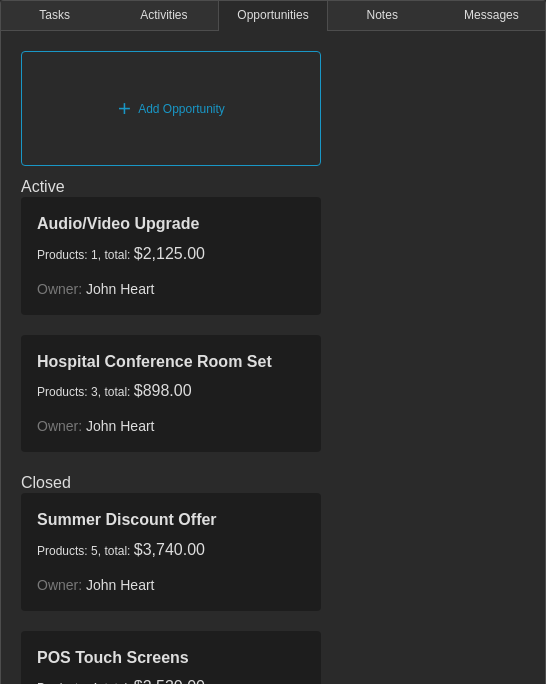 Tasks Activities Opportunities Notes Messages
+ Add Opportunity
Active
Audio/Video Upgrade
Products: 1, total: $2,125.00
Owner: John Heart
Hospital Conference Room Set
Products: 3, total: $898.00
Owner: John Heart
Closed
Summer Discount Offer
Products: 5, total: $3,740.00
Owner: John Heart
POS Touch Screens